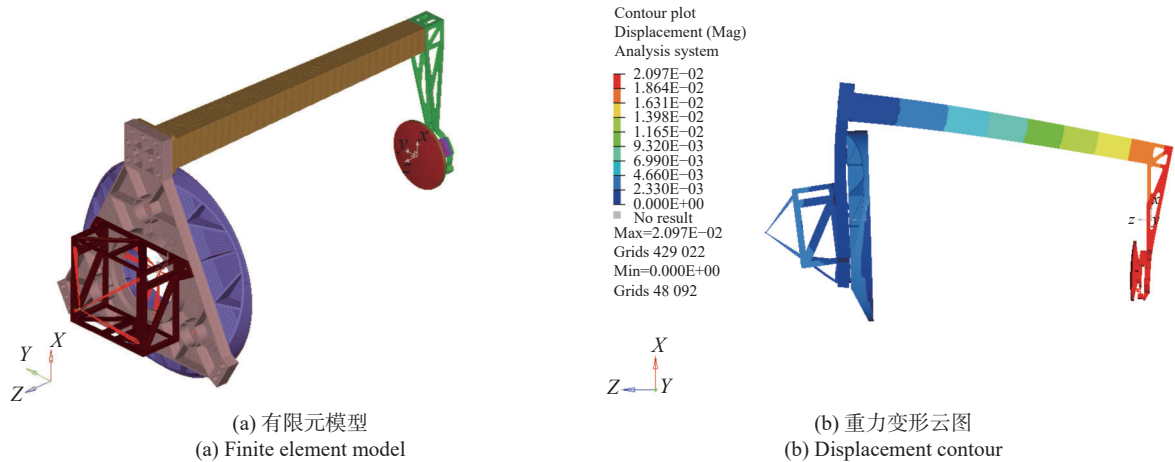 x
y
z
X
Y
Z
(a) 有限元模型
(a) Finite element model
Contour plot
Displacement (Mag)
Analysis system
2.097E−02
1.864E−02
1.631E−02
1.398E−02
1.165E−02
9.320E−03
6.990E−03
4.660E−03
2.330E−03
0.000E+00
No result
Max=2.097E−02
Grids 429 022
Min=0.000E+00
Grids 48 092
x
z y
X
Z Y
(b) 重力变形云图
(b) Displacement contour